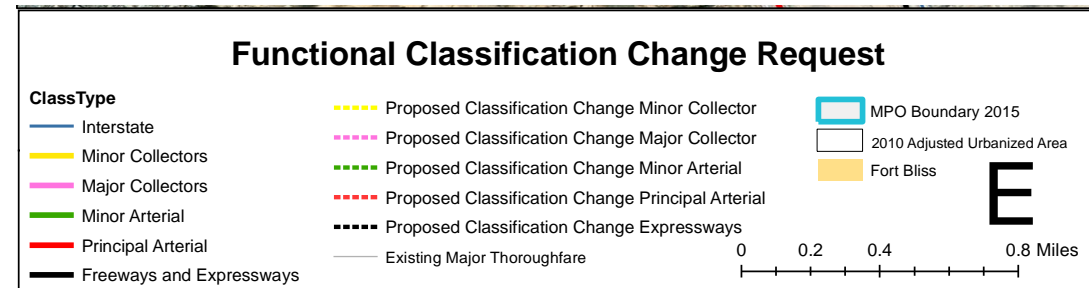 Functional Classification Change Request
ClassType
Interstate
Minor Collectors
Major Collectors
Minor Arterial
Principal Arterial
Freeways and Expressways
Proposed Classification Change Minor Collector
Proposed Classification Change Major Collector
Proposed Classification Change Minor Arterial
Proposed Classification Change Principal Arterial
Proposed Classification Change Expressways
Existing Major Thoroughfare
MPO Boundary 2015
2010 Adjusted Urbanized Area
Fort Bliss
E
0 0.2 0.4 0.8 Miles